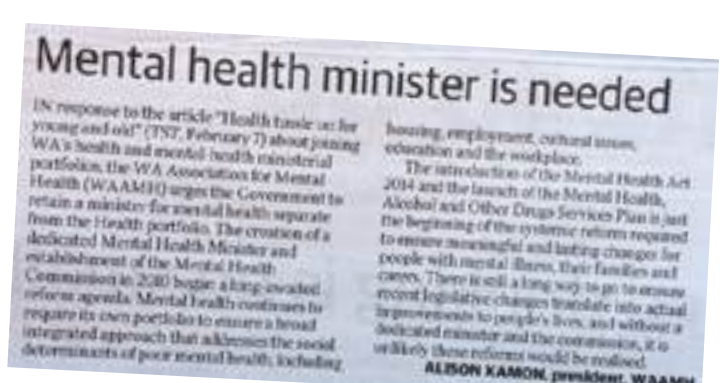 Mental health minister is needed
IN response to the article "Health tussle on for
young and old" (TST, February 7) about joining
WA's health and mental health ministerial
portfolios, the WA Association for Mental
Health (WAAMH) urges the Government to
retain a minister for mental health separate
from the Health portfolio. The creation of a
dedicated Mental Health Minister and
establishment of the Mental Health
Commission in 2010 began a long-awaited
reform agenda. Mental health continues to
require its own portfolio to ensure a broad
integrated approach that addresses the social
determinants of poor mental health, including
housing, employment, cultural issues,
education and the workplace.
The introduction of the Mental Health Act
2014 and the launch of the Mental Health,
Alcohol and Other Drugs Services Plan is just
the beginning of the systemic reform required
to ensure meaningful and lasting changes for
people with mental illness, their families and
carers. There is still a long way to go to ensure
recent legislative changes translate into actual
improvements to people's lives, and without a
dedicated minister and the commission, it is
unlikely these reforms would be realised.
ALISON KAMON, president, WAAMH